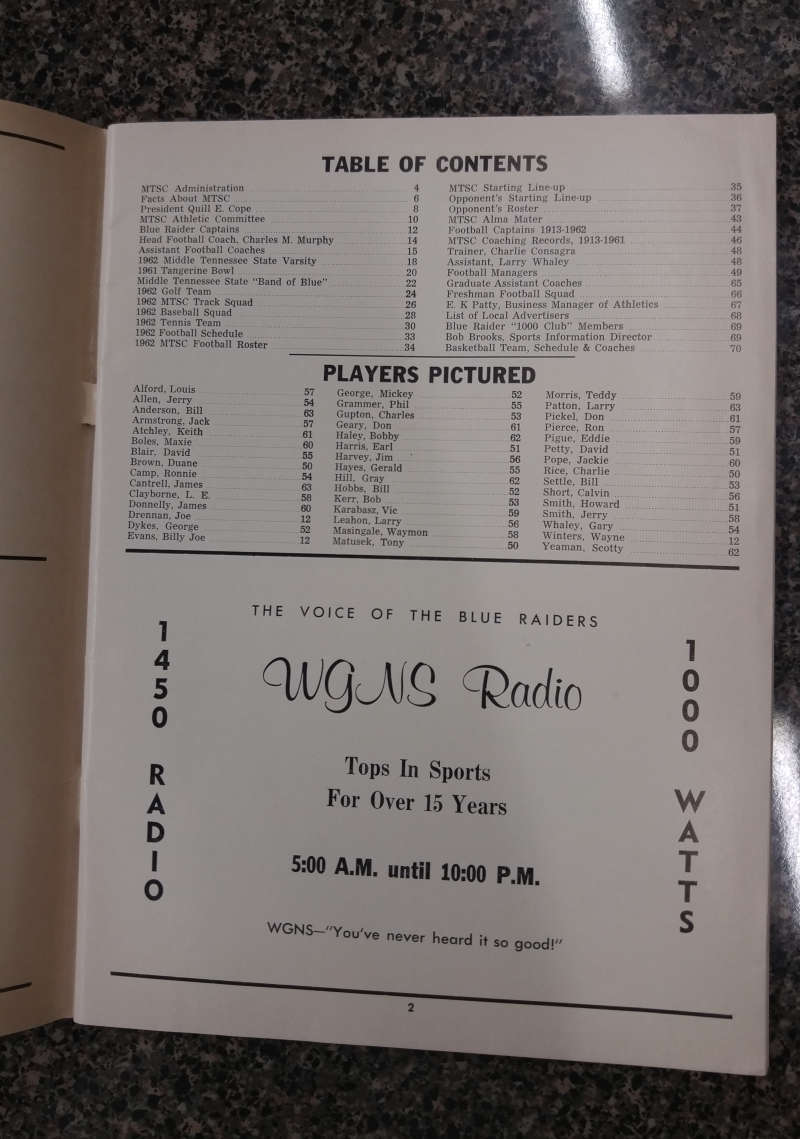 TABLE OF CONTENTS
MTSC Administration 4
Facts About MTSC 6
President Quill E. Cope 8
MTSC Athletic Committee 10
Blue Raider Captains 12
Head Football Coach, Charles M. Murphy 14
Assistant Football Coaches 15
1962 Middle Tennessee State Varsity 18
1961 Tangerine Bowl 20
Middle Tennessee State "Band of Blue" 22
1962 Golf Team 24
1962 MTSC Track Squad 26
1962 Baseball Squad 28
1962 Tennis Team 30
1962 Football Schedule 33
1962 MTSC Football Roster 34
MTSC Starting Line-up 35
Opponent's Starting Line-up 36
Opponent's Roster 37
MTSC Alma Mater 43
Football Captains 1913-1962 44
MTSC Coaching Records, 1913-1961 46
Trainer, Charlie Consagra 48
Assistant, Larry Whaley 48
Football Managers 49
Graduate Assistant Coaches 65
Freshman Football Squad 66
E. K Patty, Business Manager of Athletics 67
List of Local Advertisers 68
Blue Raider "1000 Club" Members 69
Bob Brooks, Sports Information Director 69
Basketball Team, Schedule & Coaches 70
PLAYERS PICTURED
Alford, Louis 57
Allen, Jerry 54
Anderson, Bill 63
Armstrong, Jack 57
Atchley, Keith 61
Boles, Maxie 60
Blair, David 55
Brown, Duane 50
Camp, Ronnie 54
Cantrell, James 63
Clayborne, L. E. 58
Donnelly, James 60
Drennan, Joe 12
Dykes, George 52
Evans, Billy Joe 12
George, Mickey 52
Grammer, Phil 55
Gupton, Charles 53
Geary, Don 61
Haley, Bobby 62
Harris, Earl 51
Harvey, Jim 56
Hayes, Gerald 55
Hill, Gray 62
Hobbs, Bill 52
Kerr, Bob 53
Karabasz, Vic 59
Leahon, Larry 56
Masingale, Waymon 58
Matusek, Tony 50
Morris, Teddy 59
Patton, Larry 63
Pickel, Don 61
Pierce, Ron 57
Pigue, Eddie 59
Petty, David 51
Pope, Jackie 60
Rice, Charlie 50
Settle, Bill 53
Short, Calvin 56
Smith, Howard 51
Smith, Jerry 58
Whaley, Gary 54
Winters, Wayne 12
Yeaman, Scotty 62
THE VOICE OF THE BLUE RAIDERS
1450 RADIO
WGNS Radio
1000 WATTS
Tops In Sports
For Over 15 Years
5:00 A.M. until 10:00 P.M.
WGNS—"You've never heard it so good!"
2